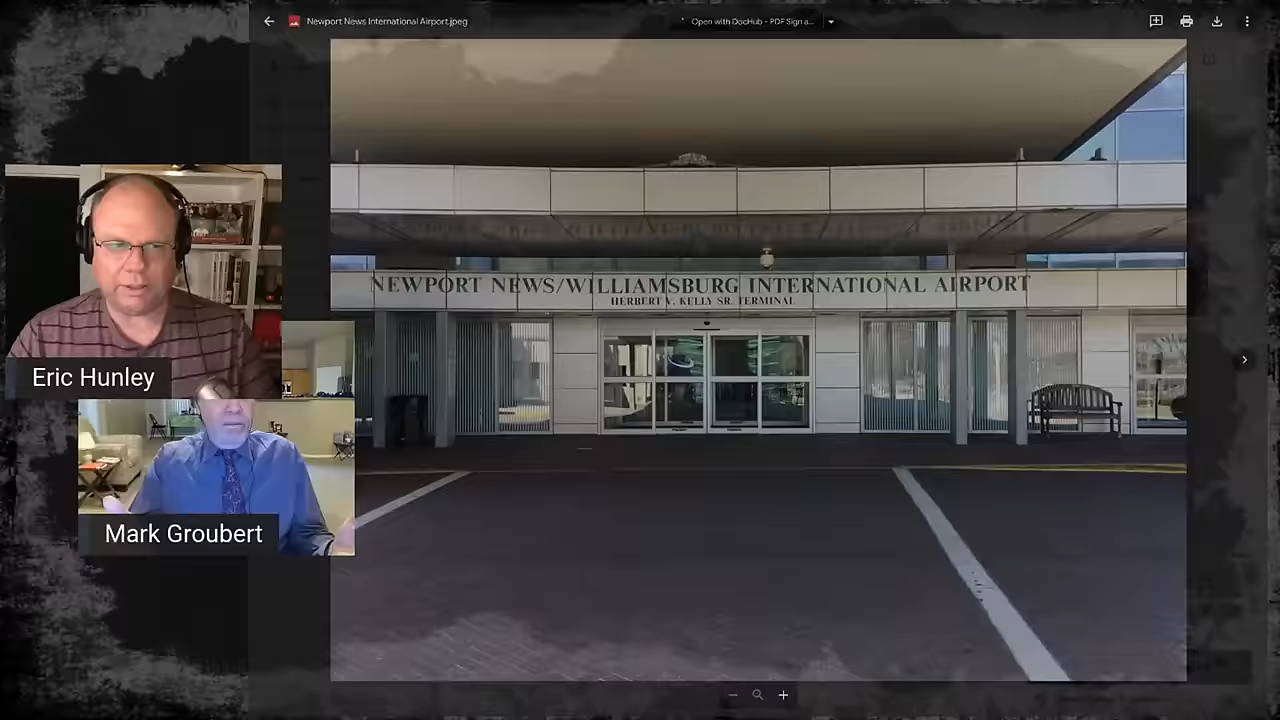 Newport News International Airport.jpeg
Open with DocHub - PDF Sign a...
NEWPORT NEWS/WILLIAMSBURG INTERNATIONAL AIRPORT
HERBERT V. KELLY SR. TERMINAL
Eric Hunley
Mark Groubert